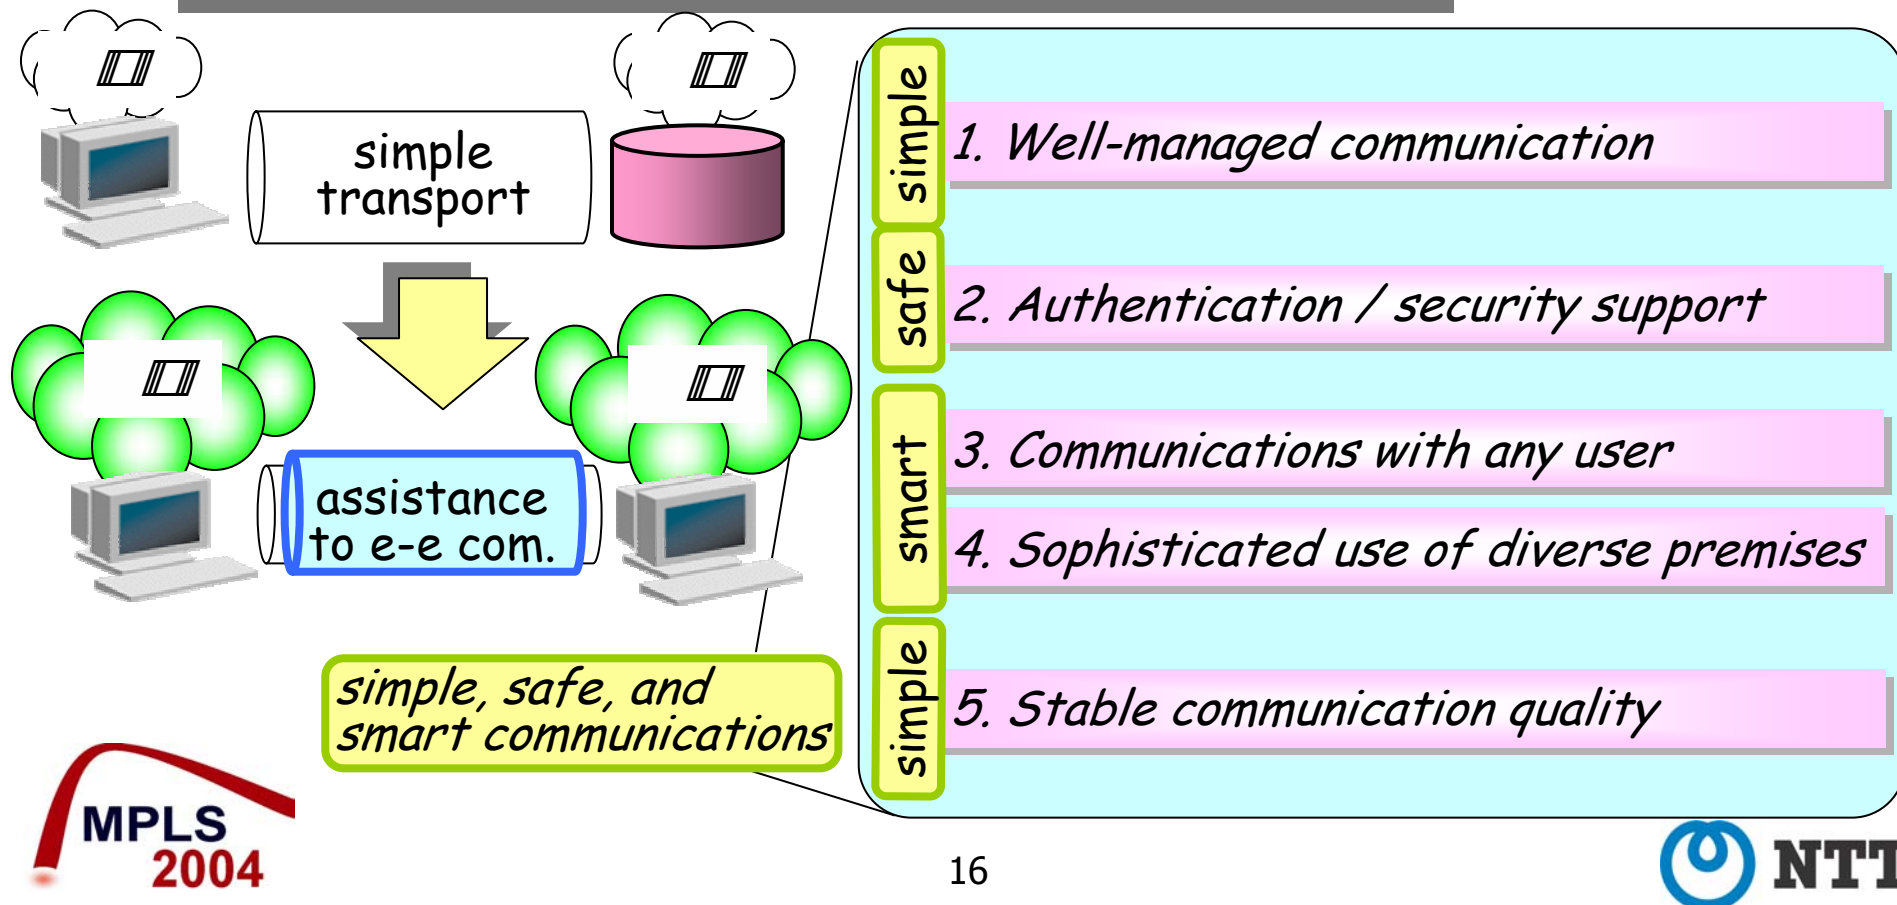 simple
transport
assistance
to e-e com.
simple, safe, and
smart communications
simple
1. Well-managed communication
safe
2. Authentication / security support
smart
3. Communications with any user
4. Sophisticated use of diverse premises
simple
5. Stable communication quality
MPLS
2004
16
NTT